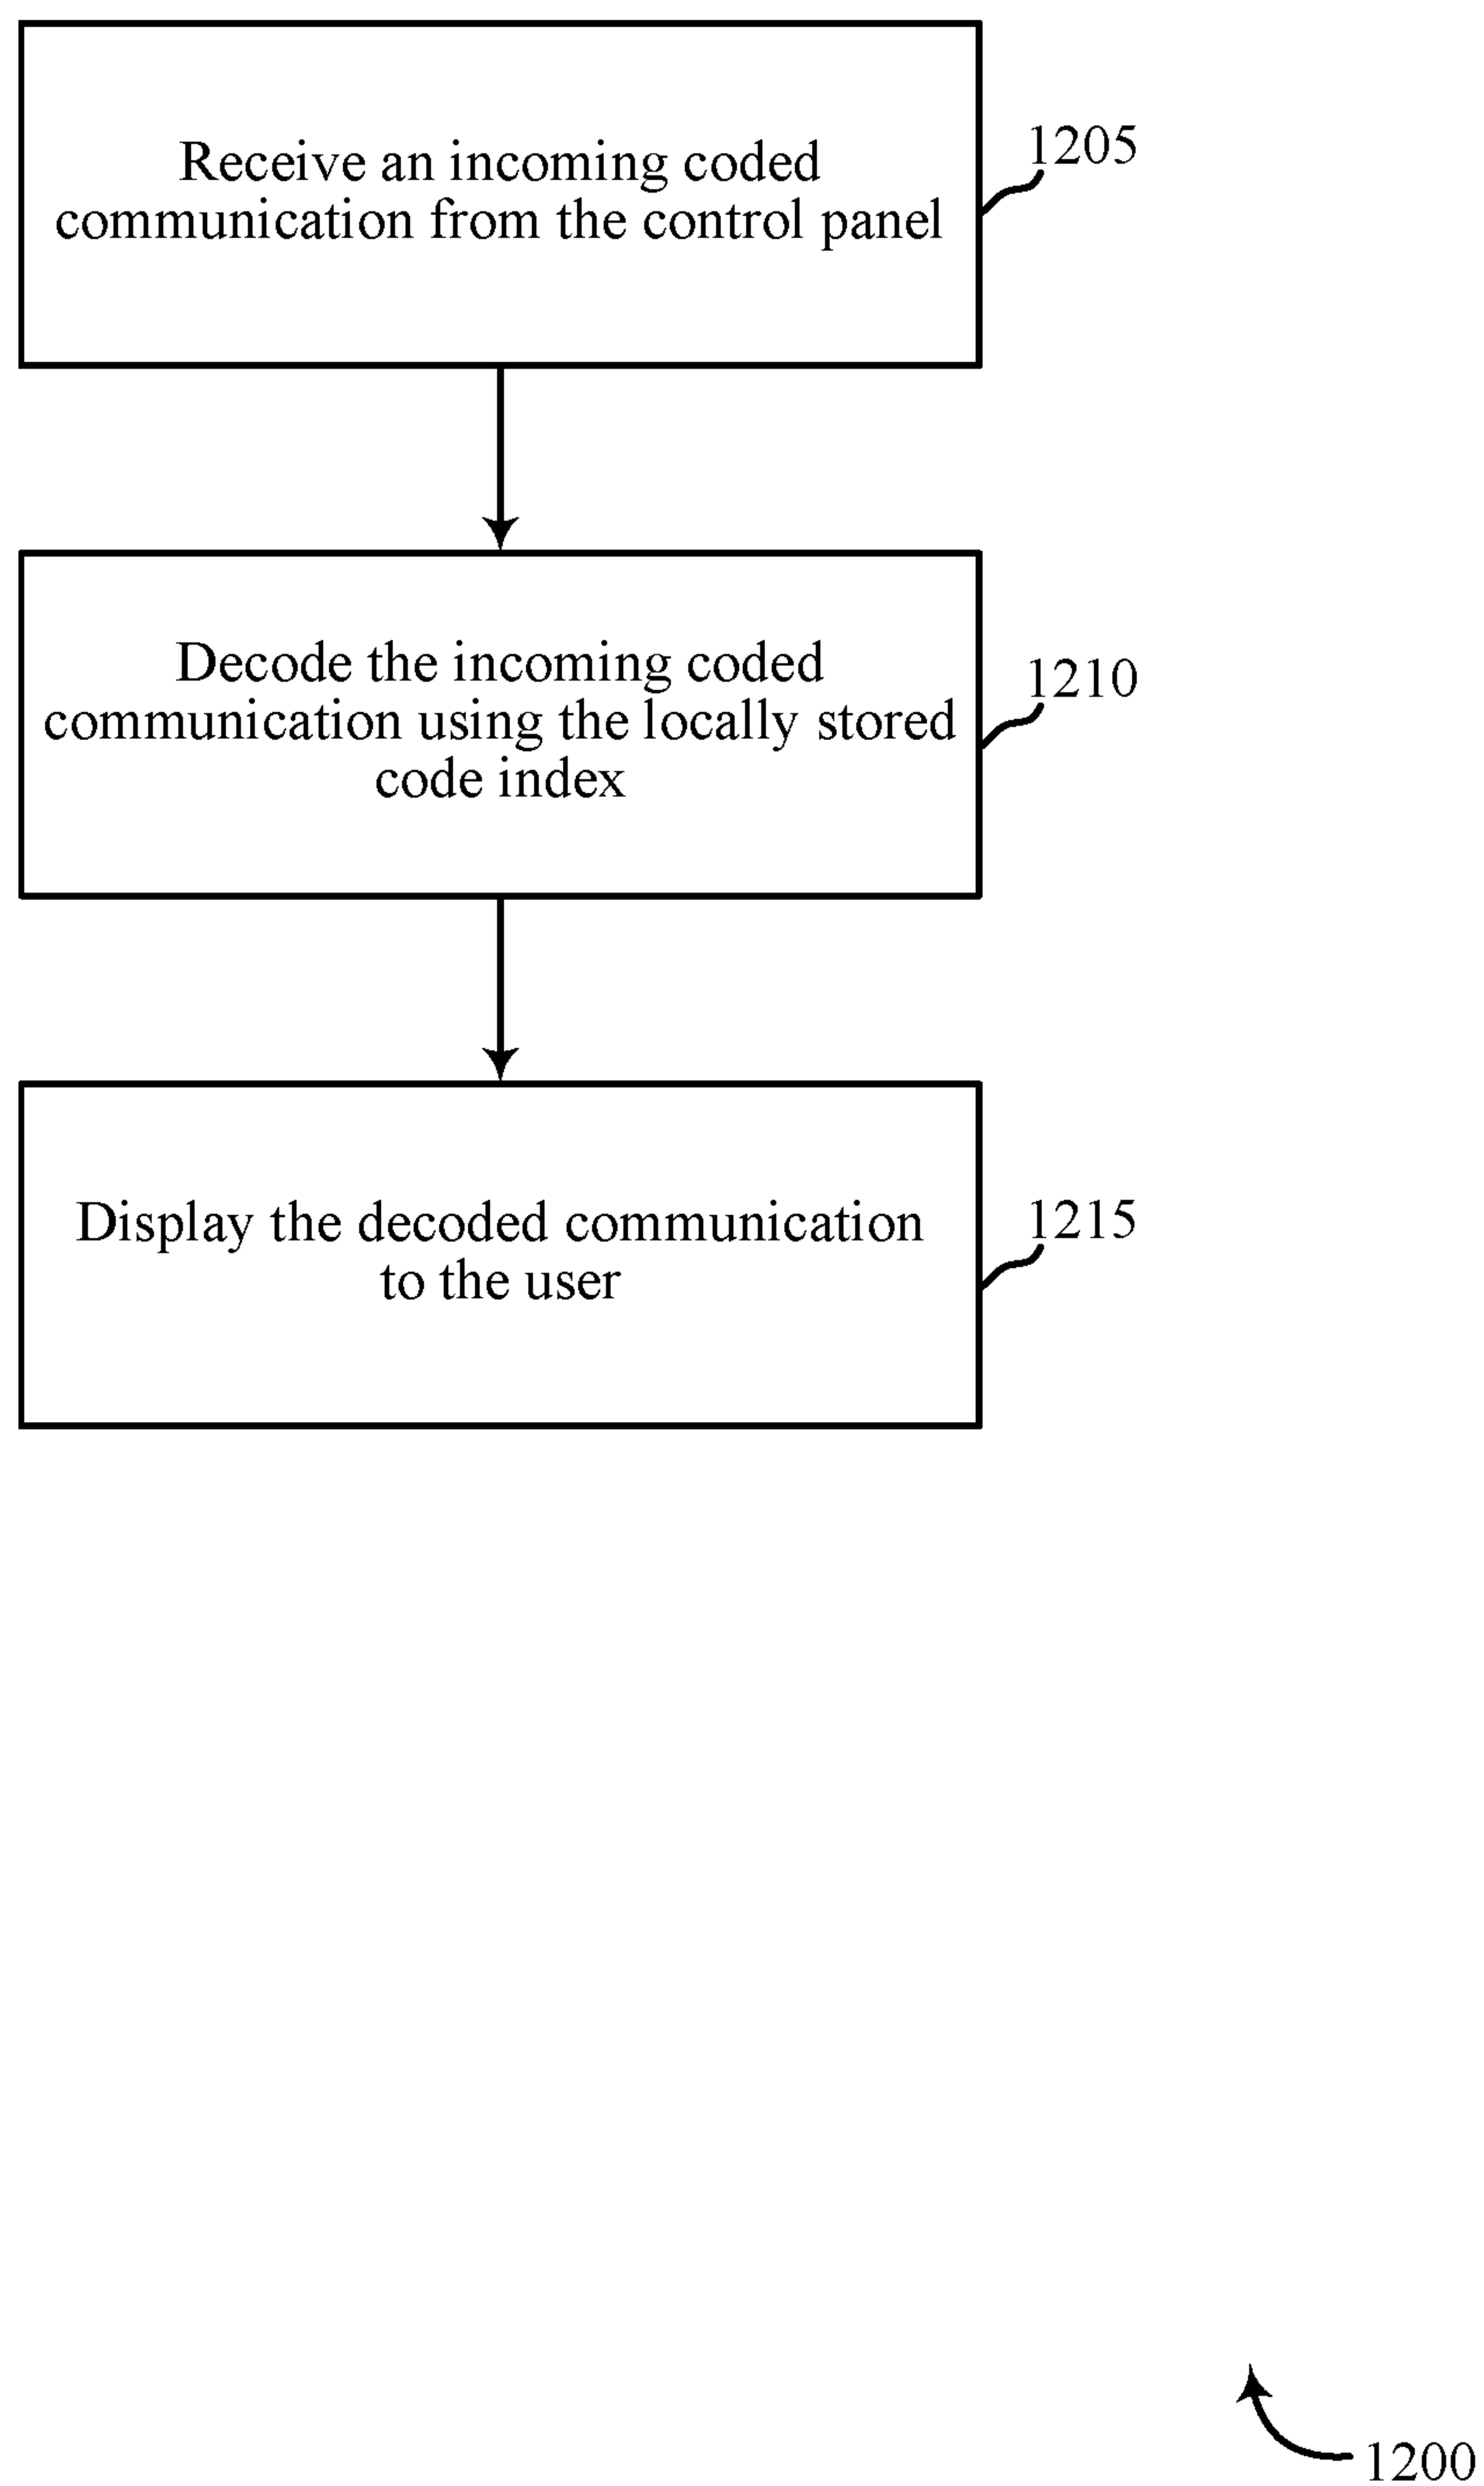 Receive an incoming coded
communication from the control panel
1205
Decode the incoming coded
communication using the locally stored
code index
1210
Display the decoded communication
to the user
1215
1200